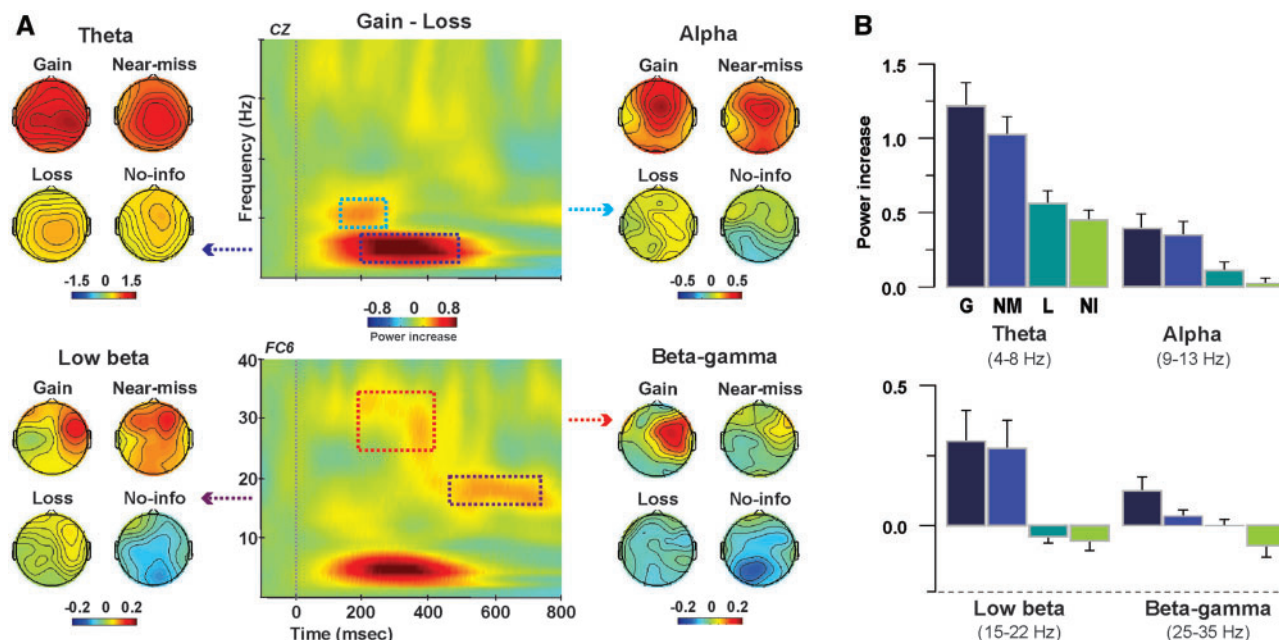 A
Theta
Gain Near-miss
Loss No-info
-1.5 0 1.5
CZ
Gain - Loss
Frequency (Hz)
-0.8 0 0.8
Power increase
Alpha
Gain Near-miss
Loss No-info
-0.5 0 0.5
Low beta
Gain Near-miss
Loss No-info
-0.2 0 0.2
FC6
40
30
20
10
0 200 400 600 800
Time (msec)
Beta-gamma
Gain Near-miss
Loss No-info
-0.2 0 0.2
B
1.5
1.0
0.5
0.0
Power increase
G NM L NI
Theta Alpha
(4-8 Hz) (9-13 Hz)
0.5
0.0
Low beta Beta-gamma
(15-22 Hz) (25-35 Hz)